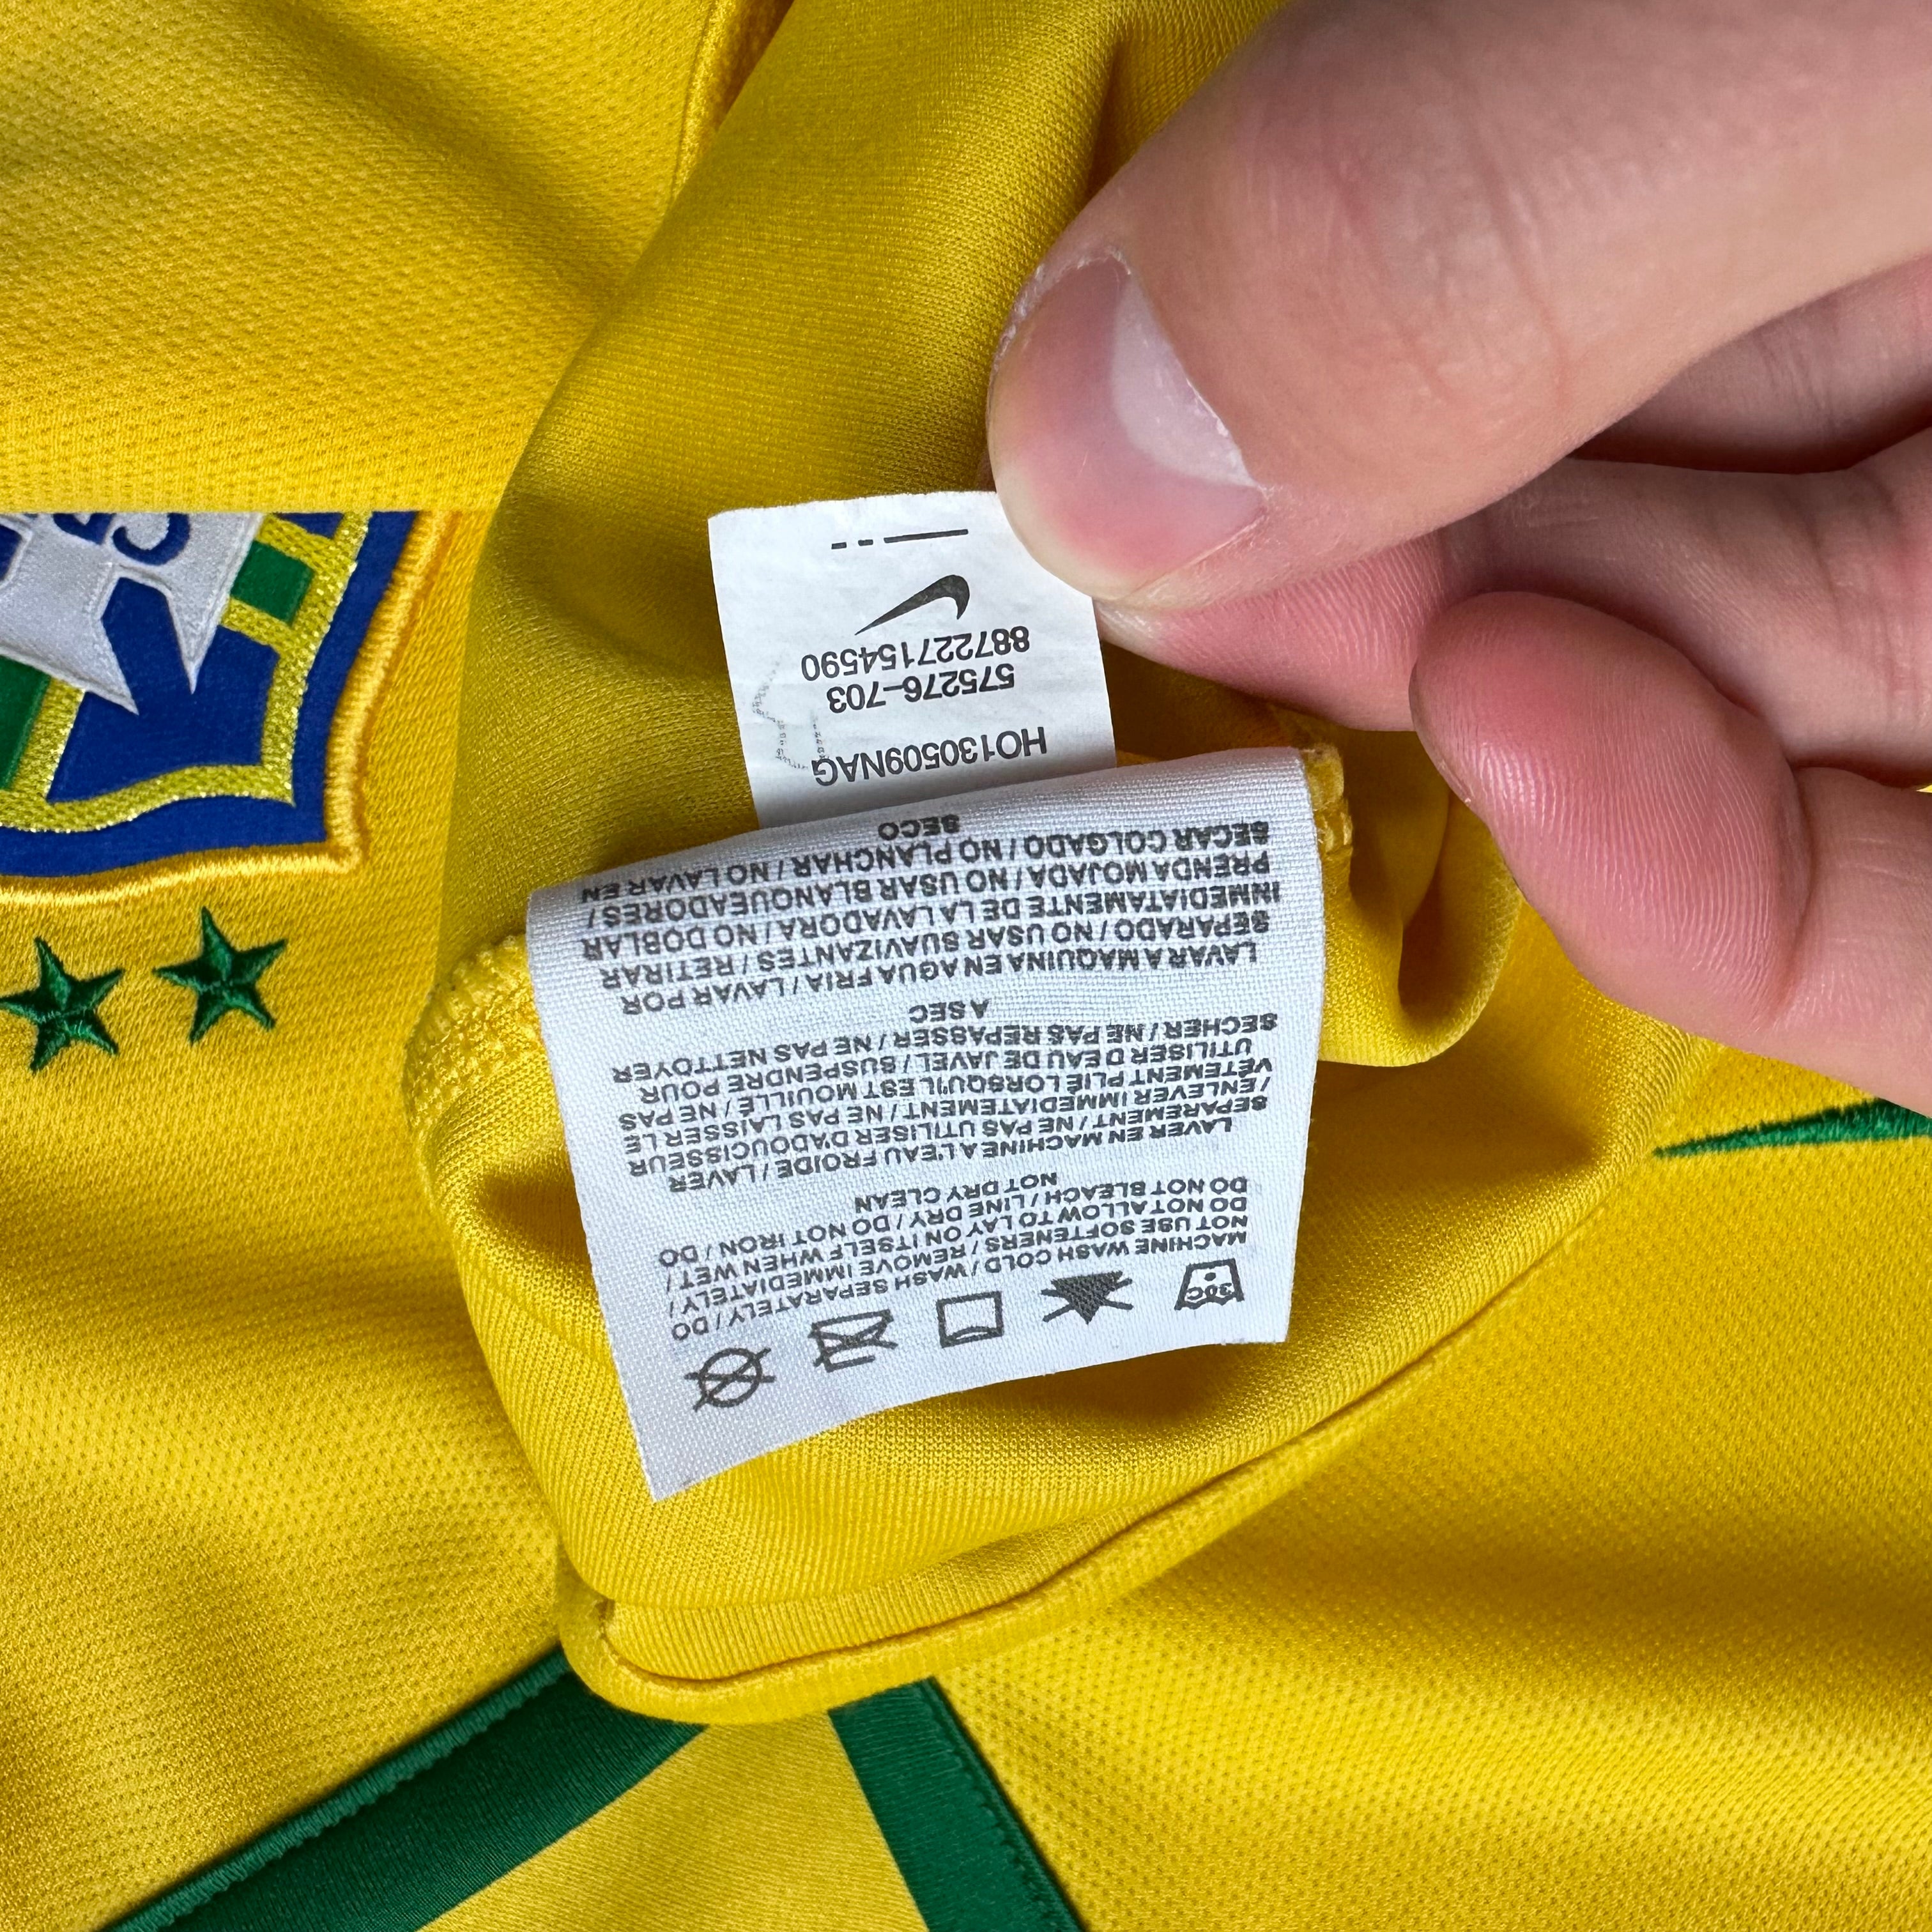 30C
MACHINE WASH COLD / WASH SEPARATELY / DO
NOT USE SOFTENERS / REMOVE IMMEDIATELY /
DO NOT ALLOW TO LAY ON ITSELF WHEN WET /
DO NOT BLEACH / LINE DRY / DO NOT IRON / DO
NOT DRY CLEAN
LAVER EN MACHINE A L'EAU FROIDE / LAVER
SEPAREMENT / NE PAS UTILISER D'ADOUCISSEUR
/ ENLEVER IMMEDIATEMENT / NE PAS LAISSER LE
VÊTEMENT PLIÉ LORSQU'IL EST MOUILLÉ / NE PAS
UTILISER D'EAU DE JAVEL / SUSPENDRE POUR
SECHER / NE PAS REPASSER / NE PAS NETTOYER
A SEC
LAVAR A MAQUINA EN AGUA FRIA / LAVAR POR
SEPARADO / NO USAR SUAVIZANTES / RETIRAR
INMEDIATAMENTE DE LA LAVADORA / NO DOBLAR
PRENDA MOJADA / NO USAR BLANQUEADORES /
SECAR COLGADO / NO PLANCHAR / NO LAVAR EN
SECO
HO130509NAG
575276-703
887227154590